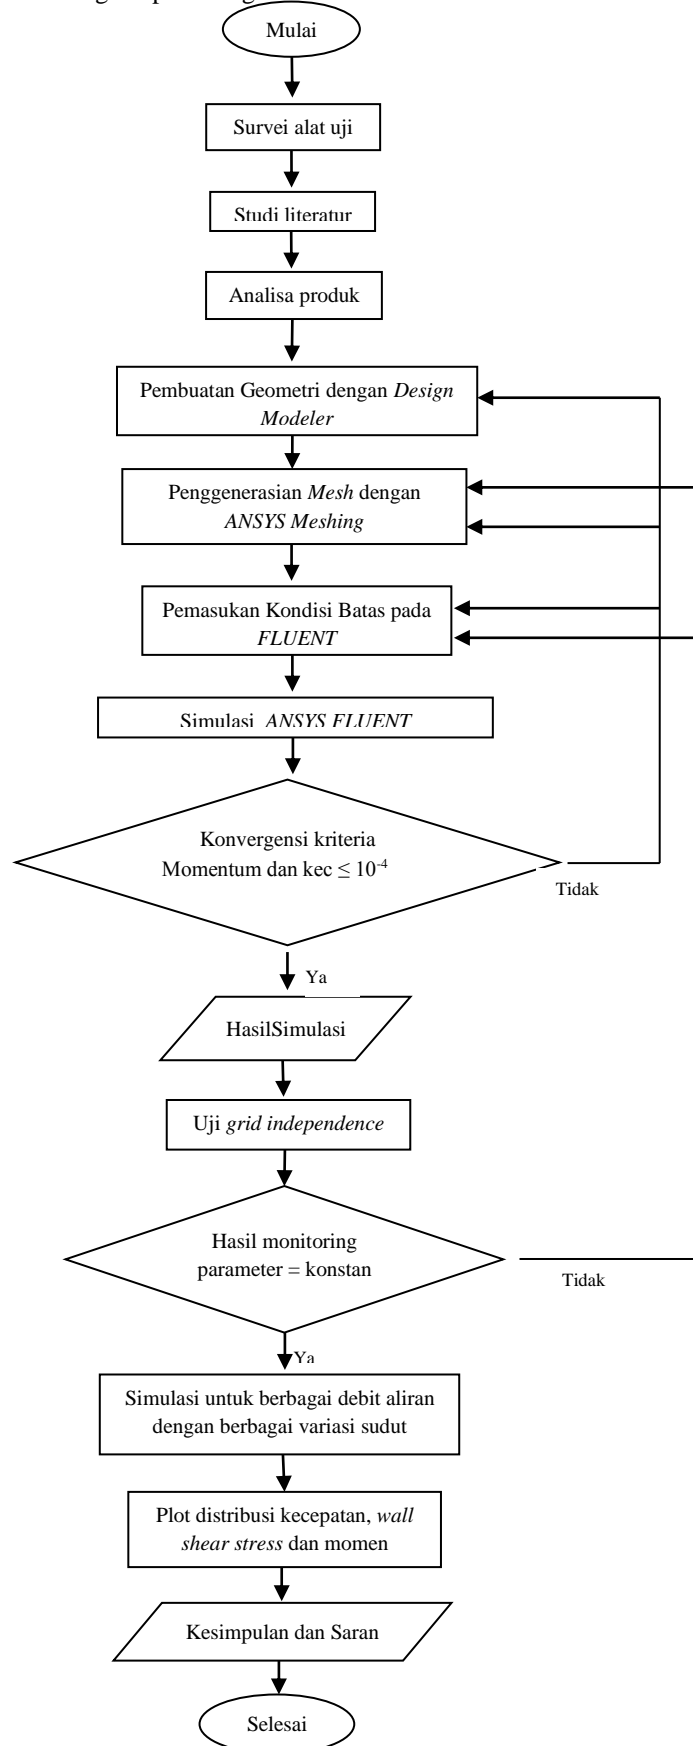 Mulai
Survei alat uji
Studi literatur
Analisa produk
Pembuatan Geometri dengan Design
Modeler
Penggenerasian Mesh dengan
ANSYS Meshing
Pemasukan Kondisi Batas pada
FLUENT
Simulasi ANSYS FLUENT
Konvergensi kriteria
Momentum dan kec ≤ 10⁻⁴
Tidak
Ya
HasilSimulasi
Uji grid independence
Hasil monitoring
parameter = konstan
Tidak
Ya
Simulasi untuk berbagai debit aliran
dengan berbagai variasi sudut
Plot distribusi kecepatan, wall
shear stress dan momen
Kesimpulan dan Saran
Selesai